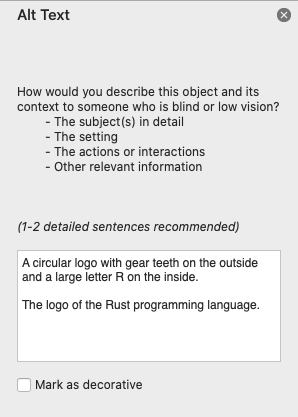 Alt Text
How would you describe this object and its
context to someone who is blind or low vision?
- The subject(s) in detail
- The setting
- The actions or interactions
- Other relevant information
(1-2 detailed sentences recommended)
A circular logo with gear teeth on the outside
and a large letter R on the inside.
The logo of the Rust programming language.
Mark as decorative